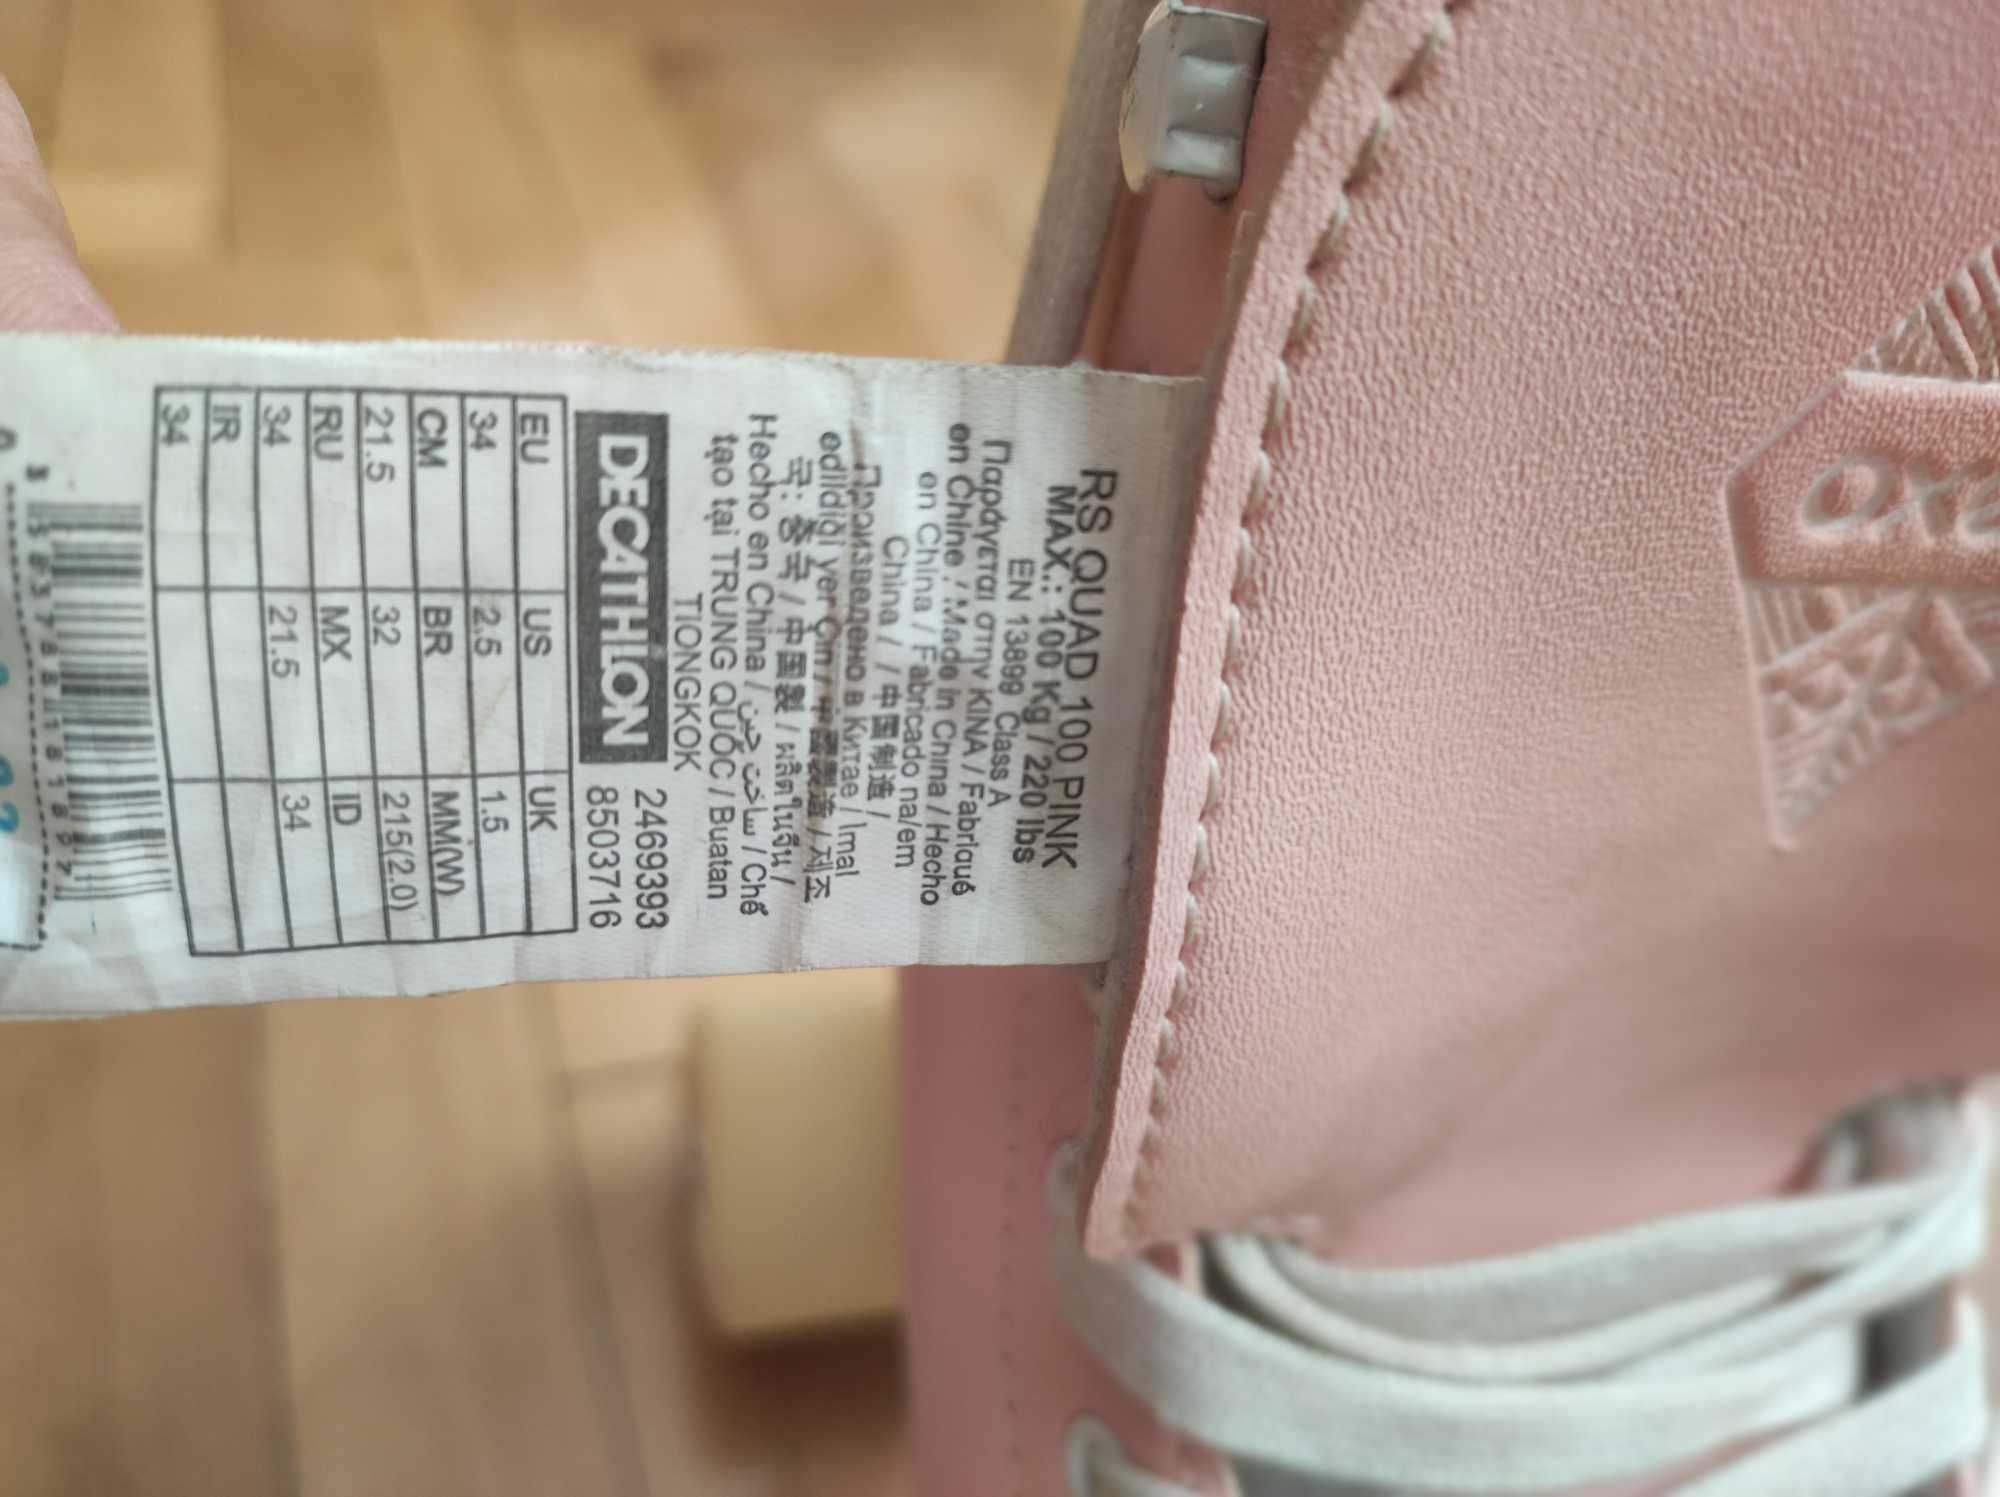 RS QUAD 100 PINK
MAX.: 100 Kg / 220 lbs
EN 13899 Class A
Παράγεται στην ΚΙΝΑ / Fabriqué
en Chine / Made in China / Hecho
en China / Fabricado na/em
China / / 中国制造 /
Произведено в Китае / İmal
edildiği yer Çin / 中國製造 / 제조
국: 중국 / 中国製 / ผลิตในจีน /
Hecho en China / ساخت چین / Chế
tạo tại TRUNG QUỐC / Buatan
TIONGKOK
DECATHLON
2469393
8503716
EU US UK
34 2.5 1.5
CM BR MM(W)
21.5 32 215(2.0)
RU MX ID
34 21.5 34
IR
34
3 583788 181897